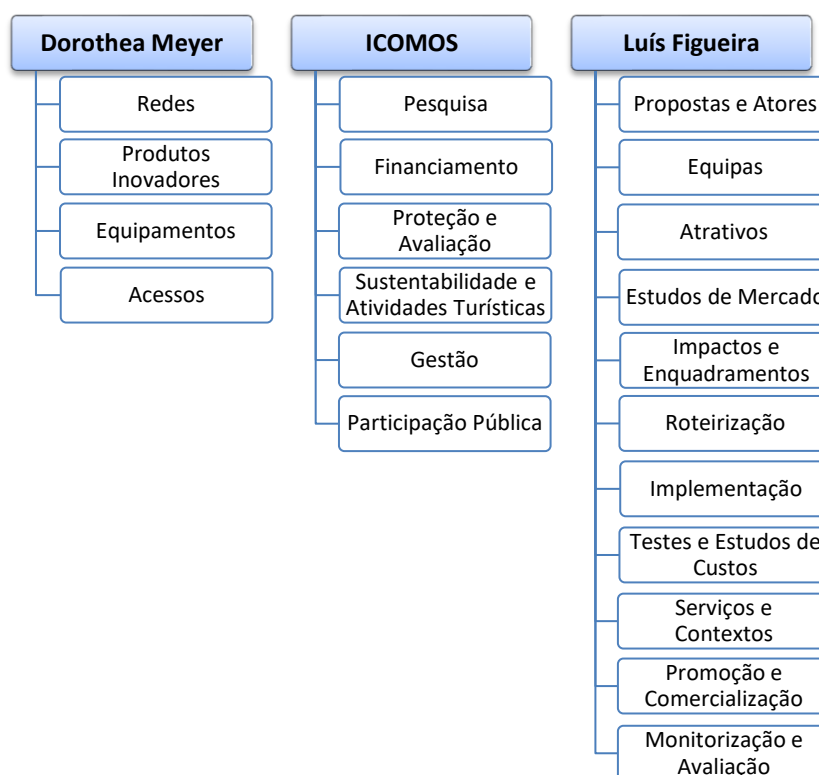 Dorothea Meyer
Redes
Produtos
Inovadores
Equipamentos
Acessos
ICOMOS
Pesquisa
Financiamento
Proteção e
Avaliação
Sustentabilidade e
Atividades Turísticas
Gestão
Participação Pública
Luís Figueira
Propostas e Atores
Equipas
Atrativos
Estudos de Mercado
Impactos e
Enquadramentos
Roteirização
Implementação
Testes e Estudos de
Custos
Serviços e
Contextos
Promoção e
Comercialização
Monitorização e
Avaliação